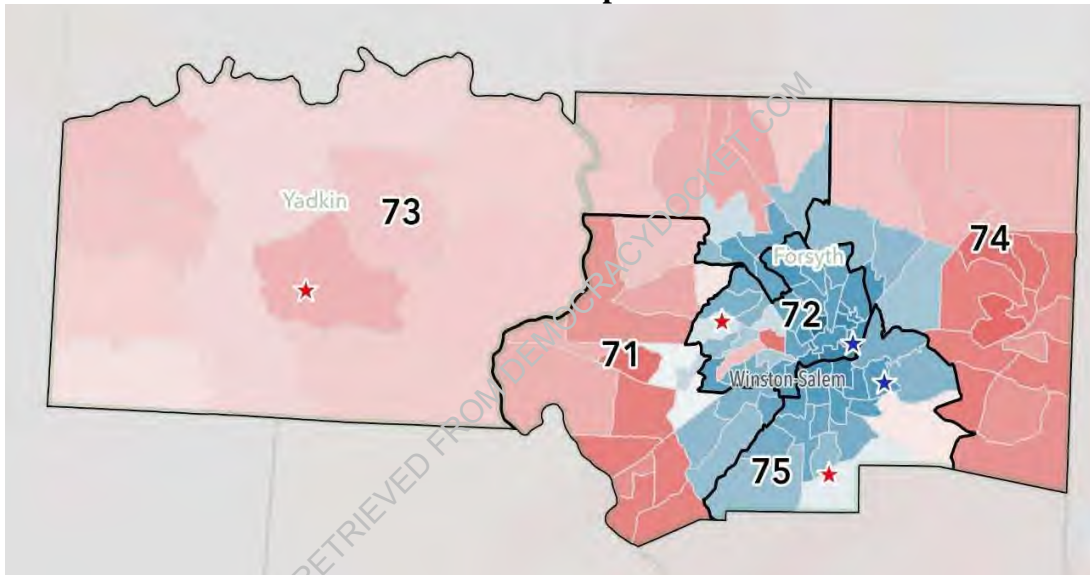 Yadkin
73
74
Forsyth
72
71
Winston-Salem
75
RETRIEVED FROM DEMOCRACYDOCKET.COM